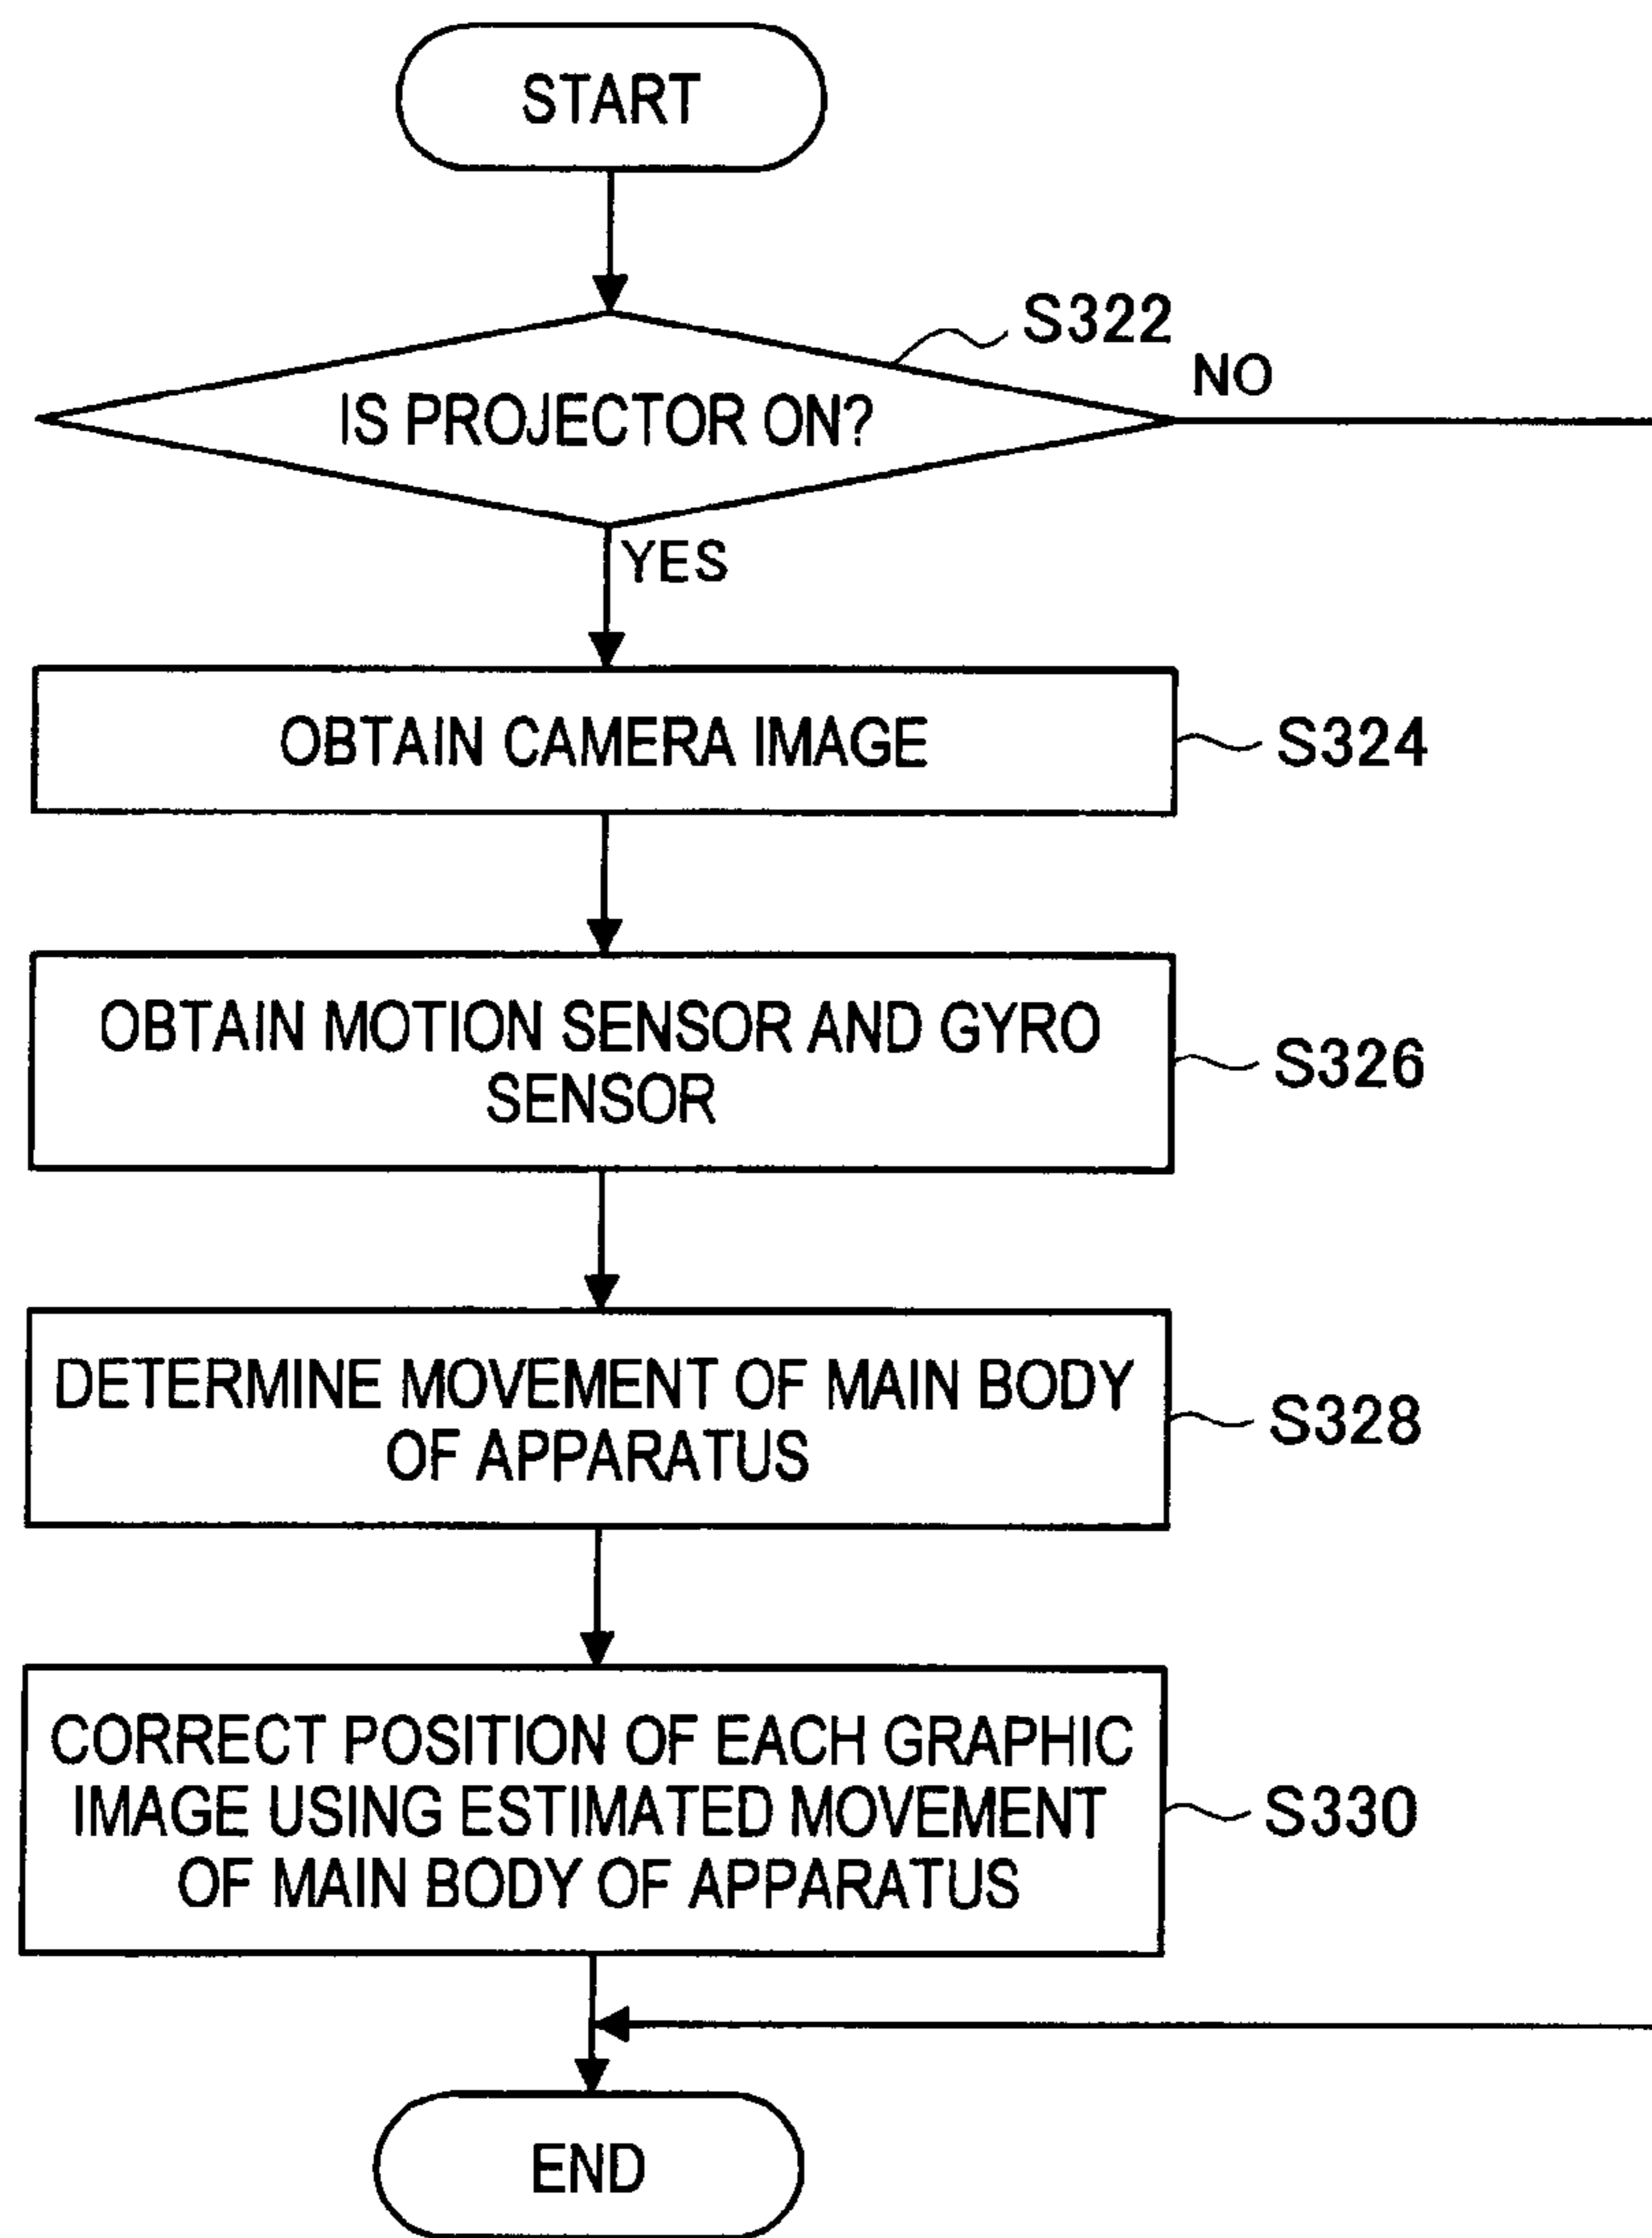 START
S322
NO
IS PROJECTOR ON?
YES
OBTAIN CAMERA IMAGE
S324
OBTAIN MOTION SENSOR AND GYRO
SENSOR
S326
DETERMINE MOVEMENT OF MAIN BODY
OF APPARATUS
S328
CORRECT POSITION OF EACH GRAPHIC
IMAGE USING ESTIMATED MOVEMENT
OF MAIN BODY OF APPARATUS
S330
END